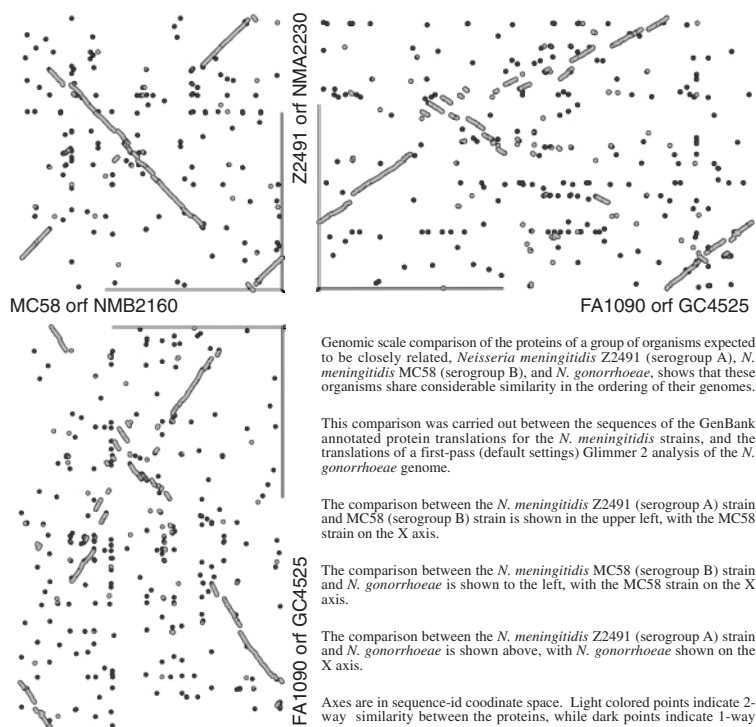 Z2491 orf NMA2230
MC58 orf NMB2160
FA1090 orf GC4525
FA1090 orf GC4525
Genomic scale comparison of the proteins of a group of organisms expected
to be closely related, Neisseria meningitidis Z2491 (serogroup A), N.
meningitidis MC58 (serogroup B), and N. gonorrhoeae, shows that these
organisms share considerable similarity in the ordering of their genomes.
This comparison was carried out between the sequences of the GenBank
annotated protein translations for the N. meningitidis strains, and the
translations of a first-pass (default settings) Glimmer 2 analysis of the N.
gonorrhoeae genome.
The comparison between the N. meningitidis Z2491 (serogroup A) strain
and MC58 (serogroup B) strain is shown in the upper left, with the MC58
strain on the X axis.
The comparison between the N. meningitidis MC58 (serogroup B) strain
and N. gonorrhoeae is shown to the left, with the MC58 strain on the X
axis.
The comparison between the N. meningitidis Z2491 (serogroup A) strain
and N. gonorrhoeae is shown above, with N. gonorrhoeae shown on the
X axis.
Axes are in sequence-id coodinate space. Light colored points indicate 2-
way similarity between the proteins, while dark points indicate 1-way